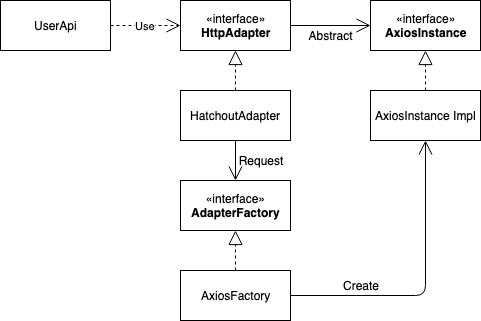 UserApi
Use
«interface»
HttpAdapter
Abstract
«interface»
AxiosInstance
HatchoutAdapter
AxiosInstance Impl
Request
«interface»
AdapterFactory
AxiosFactory
Create